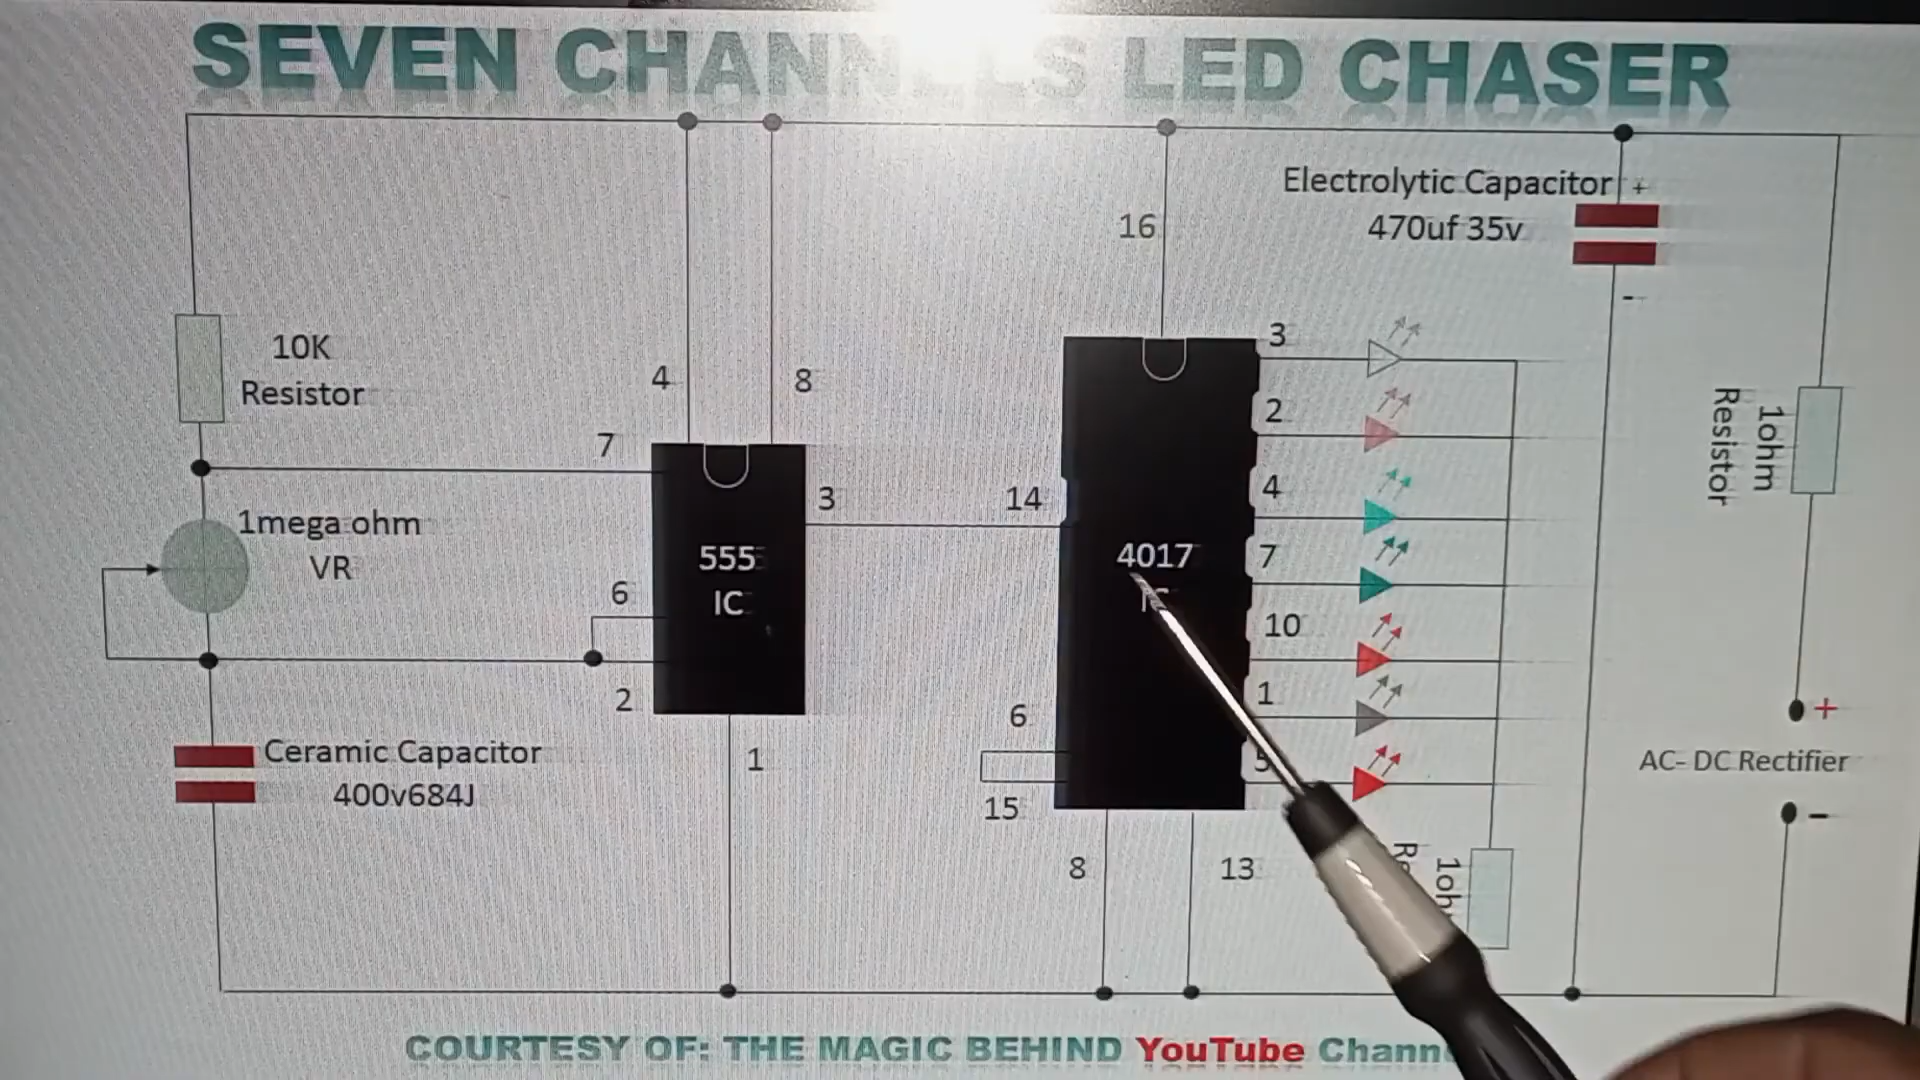 SEVEN CHANNELS LED CHASER
Electrolytic Capacitor +
470uf 35v
-
16
10K
Resistor
4
8
3
2
1ohm
Resistor
7
3
14
4
1mega ohm
VR
555
IC
4017
7
6
10
2
6
1
+
Ceramic Capacitor
400v684J
1
5
AC- DC Rectifier
15
-
8
13
COURTESY OF: THE MAGIC BEHIND YouTube